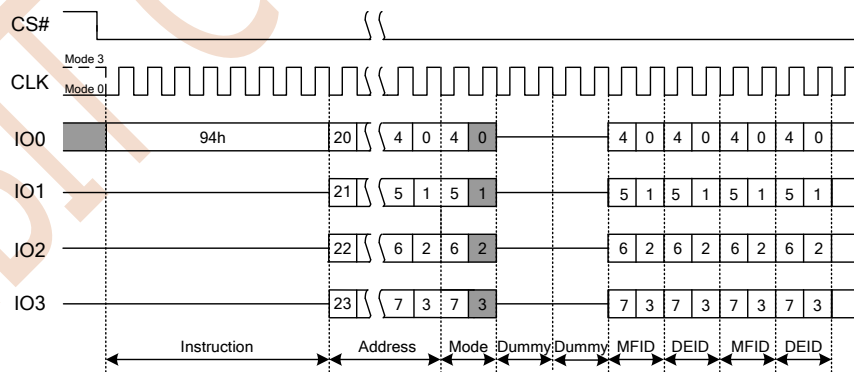 CS#
Mode 3
CLK
Mode 0
IO0 94h 20 4 0 4 0 4 0 4 0 4 0 4 0
IO1 21 5 1 5 1 5 1 5 1 5 1 5 1
IO2 22 6 2 6 2 6 2 6 2 6 2 6 2
IO3 23 7 3 7 3 7 3 7 3 7 3 7 3
Instruction Address Mode Dummy Dummy MFID DEID MFID DEID